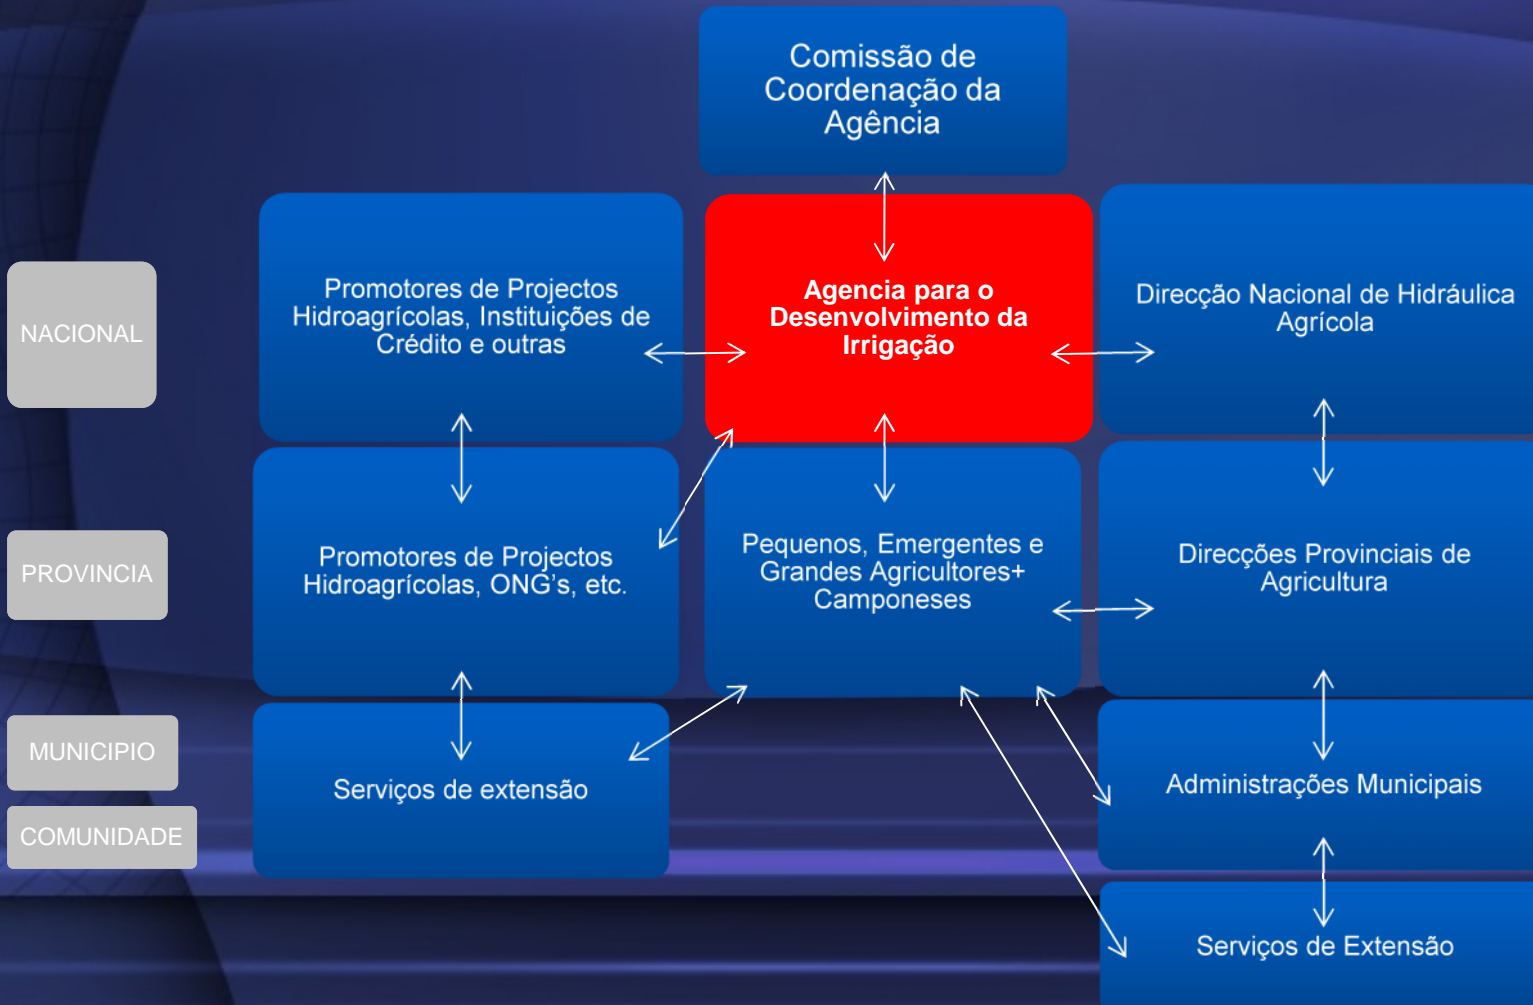 Comissão de
Coordenação da
Agência
NACIONAL
Promotores de Projectos
Hidroagrícolas, Instituições de
Crédito e outras
Agencia para o
Desenvolvimento da
Irrigação
Direcção Nacional de Hidráulica
Agrícola
PROVINCIA
Promotores de Projectos
Hidroagrícolas, ONG's, etc.
Pequenos, Emergentes e
Grandes Agricultores+
Camponeses
Direcções Provinciais de
Agricultura
MUNICIPIO
Serviços de extensão
Administrações Municipais
COMUNIDADE
Serviços de Extensão